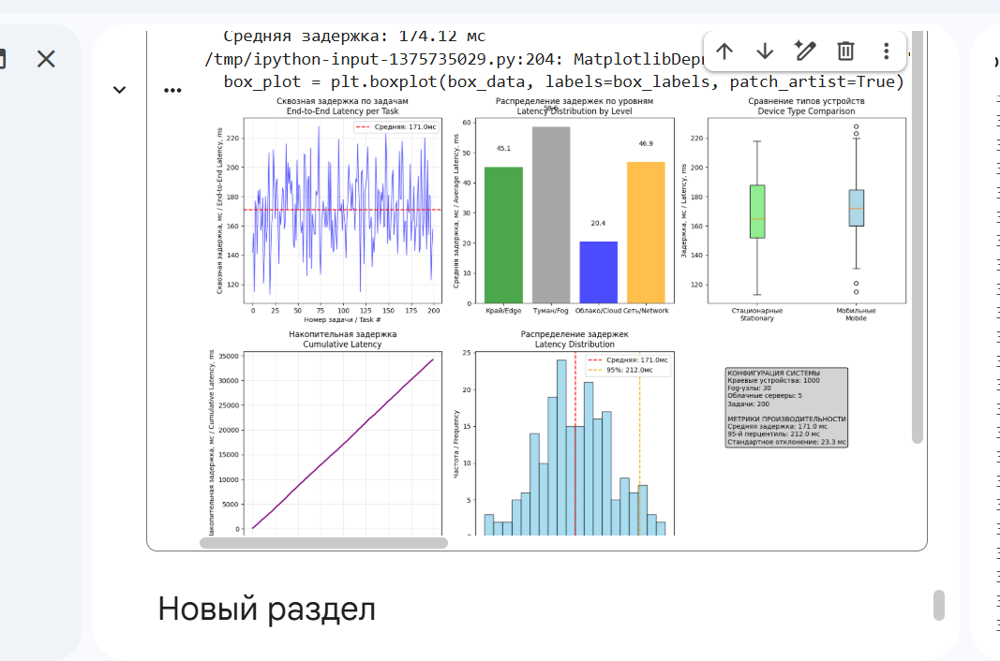 Средняя задержка: 174.12 мс
/tmp/ipython-input-1375735029.py:204:
box_plot = plt.boxplot(box_data, labels=box_labels, patch_artist=True)
Сквозная задержка по задачам
End-to-End Latency per Task
Сквозная задержка, мс / End-to-End Latency, ms
220
200
180
160
140
120
Средняя: 171.0мс
0 25 50 75 100 125 150 175 200
Номер задачи / Task #
Распределение задержек по уровням
Latency Distribution by Level
Средняя задержка, мс / Average Latency, ms
60
50
40
30
20
10
0
45.1
20.4
46.9
Край/Edge Туман/Fog Облако/Cloud Сеть/Network
Сравнение типов устройств
Device Type Comparison
Задержка, мс / Latency, ms
220
200
180
160
140
120
Стационарные
Stationary
Мобильные
Mobile
Накопительная задержка
Cumulative Latency
задержка, мс / Cumulative Latency, ms
35000
30000
25000
20000
15000
10000
5000
0
Распределение задержек
Latency Distribution
Частота / Frequency
25
20
15
10
5
Средняя: 171.0мс
95%: 212.0мс
КОНФИГУРАЦИЯ СИСТЕМЫ
Краевые устройства: 1000
Fog-узлы: 30
Облачные серверы: 5
Задачи: 200
МЕТРИКИ ПРОИЗВОДИТЕЛЬНОСТИ
Средняя задержка: 171.0 мс
95-й перцентиль: 212.0 мс
Стандартное отклонение: 23.3 мс
Новый раздел